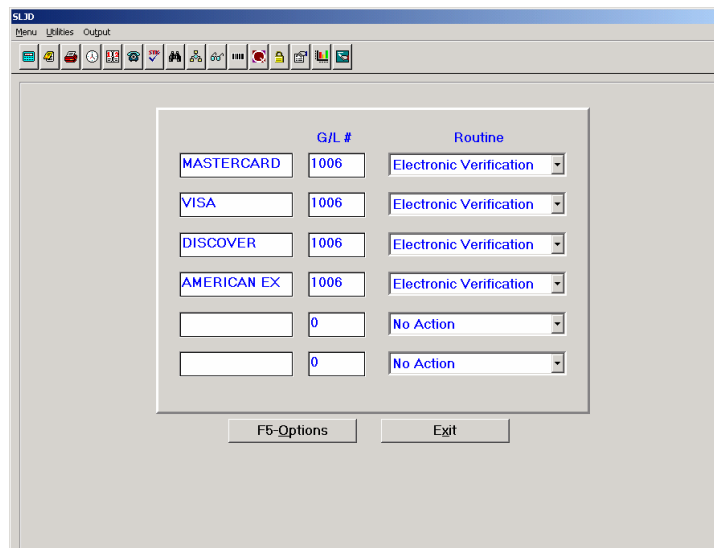 SLJD
Menu Utilities Output
G/L # Routine
MASTERCARD 1006 Electronic Verification
VISA 1006 Electronic Verification
DISCOVER 1006 Electronic Verification
AMERICAN EX 1006 Electronic Verification
0 No Action
0 No Action
F5-Options Exit